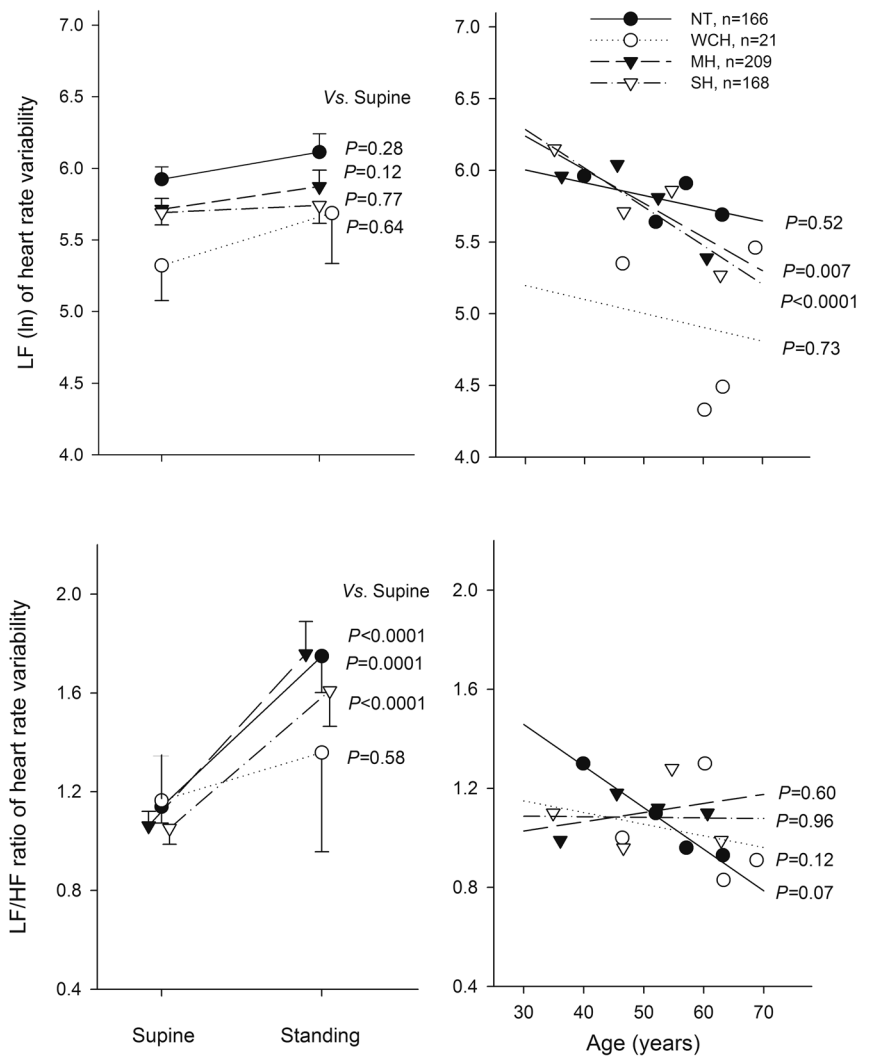 LF (ln) of heart rate variability
7.0
6.5
6.0
5.5
5.0
4.5
4.0
Vs. Supine
P=0.28
P=0.12
P=0.77
P=0.64
7.0
6.5
6.0
5.5
5.0
4.5
4.0
NT, n=166
WCH, n=21
MH, n=209
SH, n=168
P=0.52
P=0.007
P<0.0001
P=0.73
LF/HF ratio of heart rate variability
2.0
1.6
1.2
0.8
0.4
Vs. Supine
P<0.0001
P=0.0001
P<0.0001
P=0.58
Supine Standing
2.0
1.6
1.2
0.8
0.4
P=0.60
P=0.96
P=0.12
P=0.07
30 40 50 60 70
Age (years)